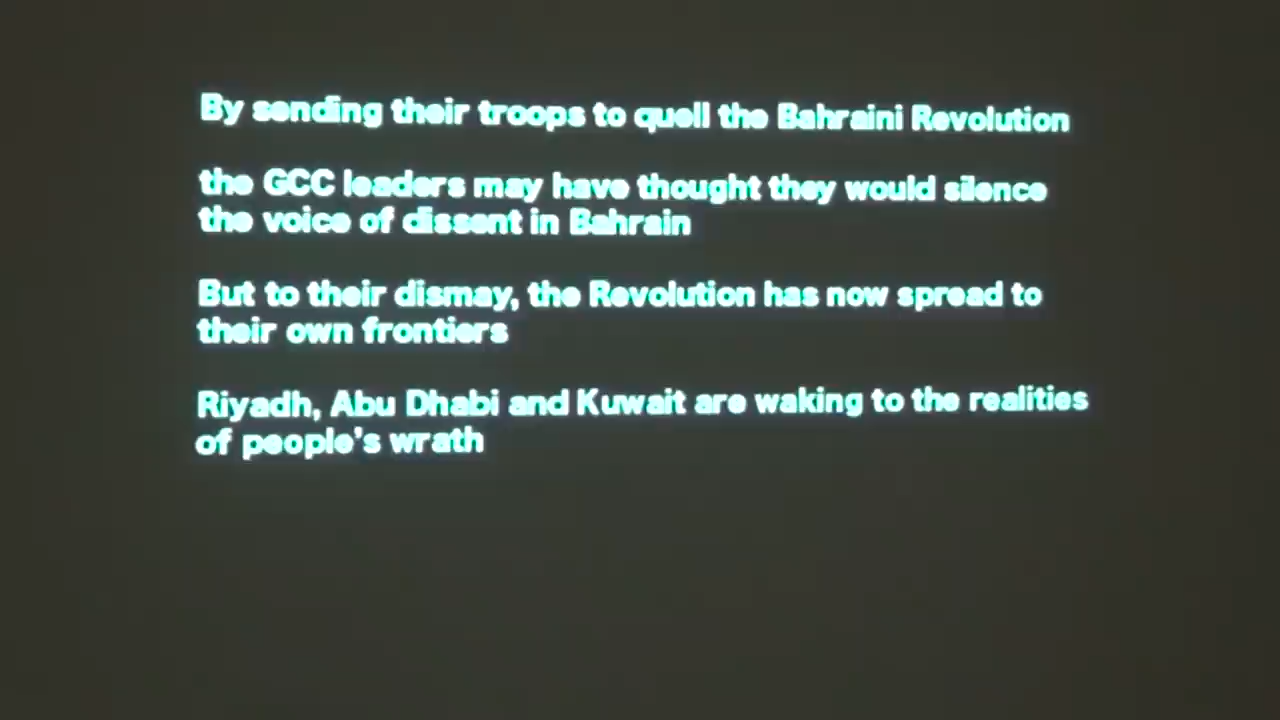 By sending their troops to quell the Bahraini Revolution
the GCC leaders may have thought they would silence
the voice of dissent in Bahrain
But to their dismay, the Revolution has now spread to
their own frontiers
Riyadh, Abu Dhabi and Kuwait are waking to the realities
of people's wrath